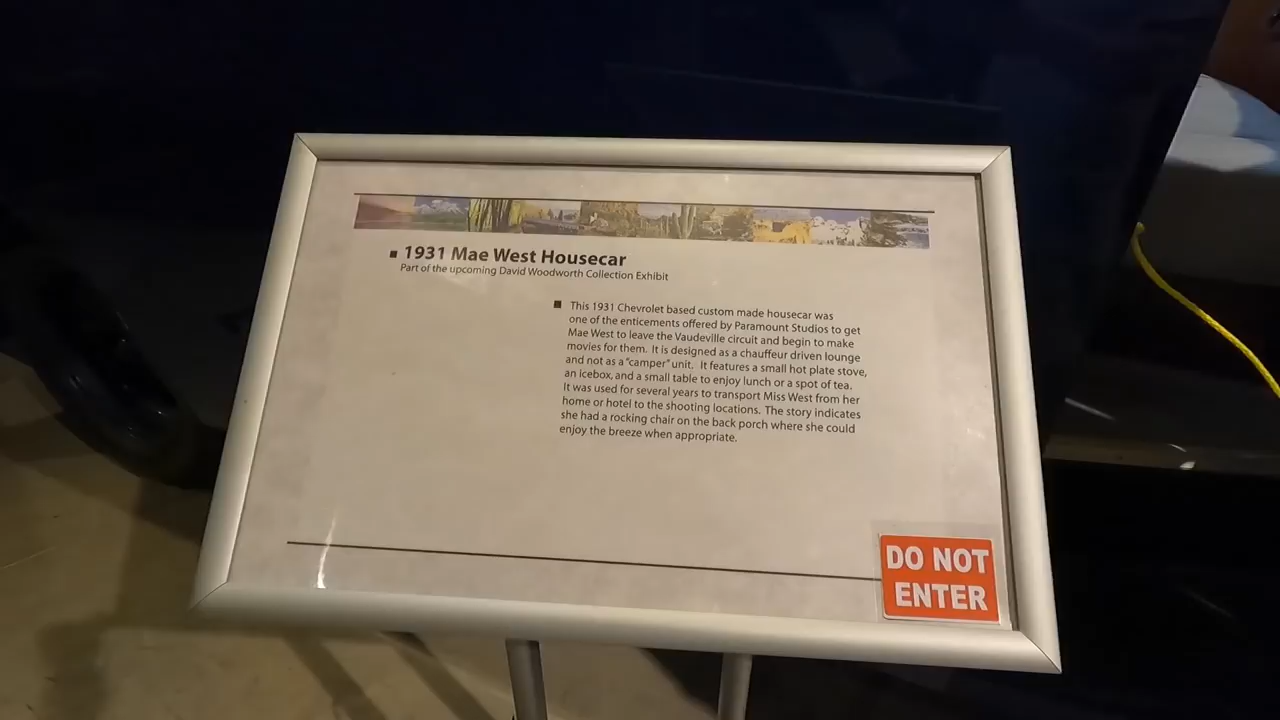 1931 Mae West Housecar
Part of the upcoming David Woodworth Collection Exhibit
This 1931 Chevrolet based custom made housecar was
one of the enticements offered by Paramount Studios to get
Mae West to leave the Vaudeville circuit and begin to make
movies for them. It is designed as a chauffeur driven lounge
and not as a "camper" unit. It features a small hot plate stove,
an icebox, and a small table to enjoy lunch or a spot of tea.
It was used for several years to transport Miss West from her
home or hotel to the shooting locations. The story indicates
she had a rocking chair on the back porch where she could
enjoy the breeze when appropriate.
DO NOT
ENTER